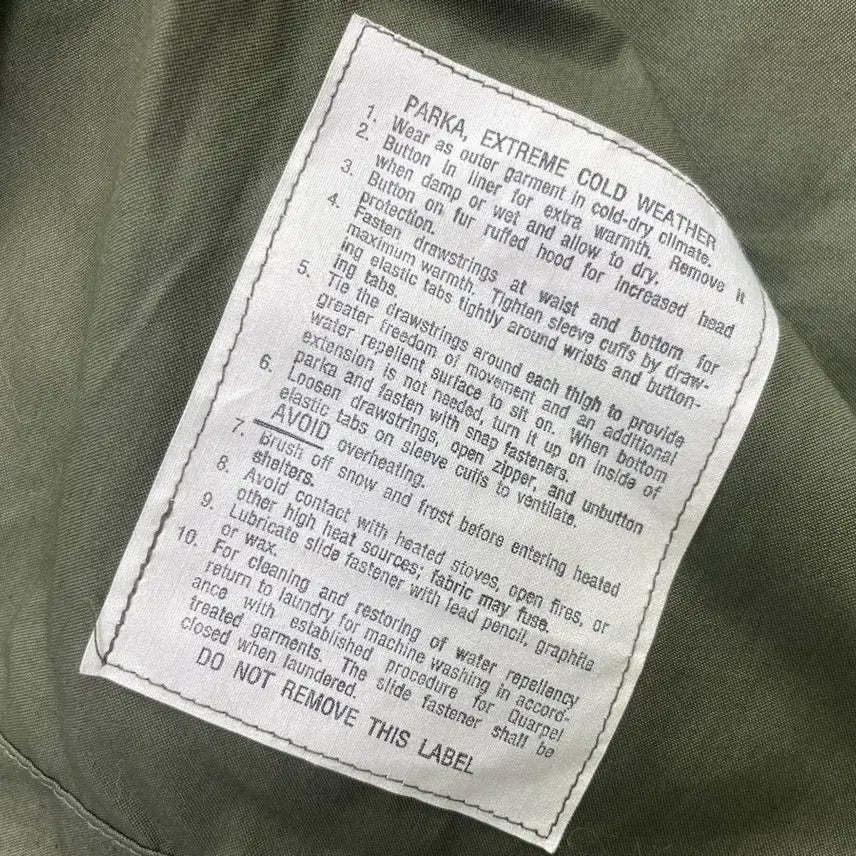 PARKA, EXTREME COLD WEATHER
1. Wear as outer garment in cold-dry climate.
2. Button in liner for extra warmth. Remove it
when damp or wet and allow to dry.
3. Button on fur ruffed hood for increased head
protection.
4. Fasten drawstrings at waist and bottom for
maximum warmth. Tighten sleeve cuffs by draw-
ing elastic tabs tightly around wrists and button-
ing tabs.
5. Tie the drawstrings around each thigh to provide
greater freedom of movement and an additional
water repellent surface to sit on. When bottom
extension is not needed, turn it up on inside of
parka and fasten with snap fasteners.
6. Loosen drawstrings, open zipper, and unbutton
elastic tabs on sleeve cuffs to ventilate.
AVOID overheating.
7. Brush off snow and frost before entering heated
shelters.
8. Avoid contact with heated stoves, open fires, or
other high heat sources; fabric may fuse.
9. Lubricate slide fastener with lead pencil, graphite
or wax.
10. For cleaning and restoring of water repellency
return to laundry for machine washing in accord-
ance with established procedure for Quarpel
treated garments. The slide fastener shall be
closed when laundered.
DO NOT REMOVE THIS LABEL